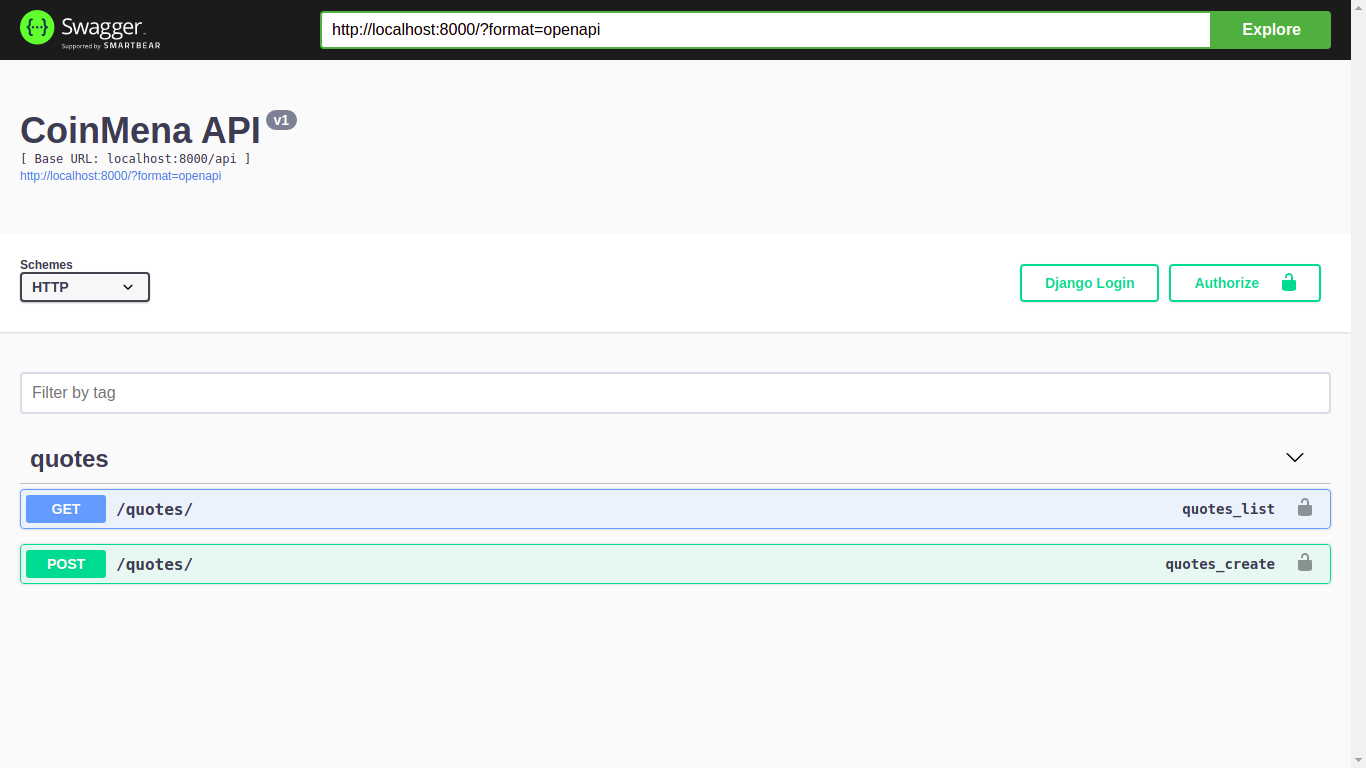 Swagger
Supported by SMARTBEAR
http://localhost:8000/?format=openapi
Explore
CoinMena API v1
[ Base URL: localhost:8000/api ]
http://localhost:8000/?format=openapi
Schemes
HTTP
Django Login
Authorize
Filter by tag
quotes
GET /quotes/ quotes_list
POST /quotes/ quotes_create